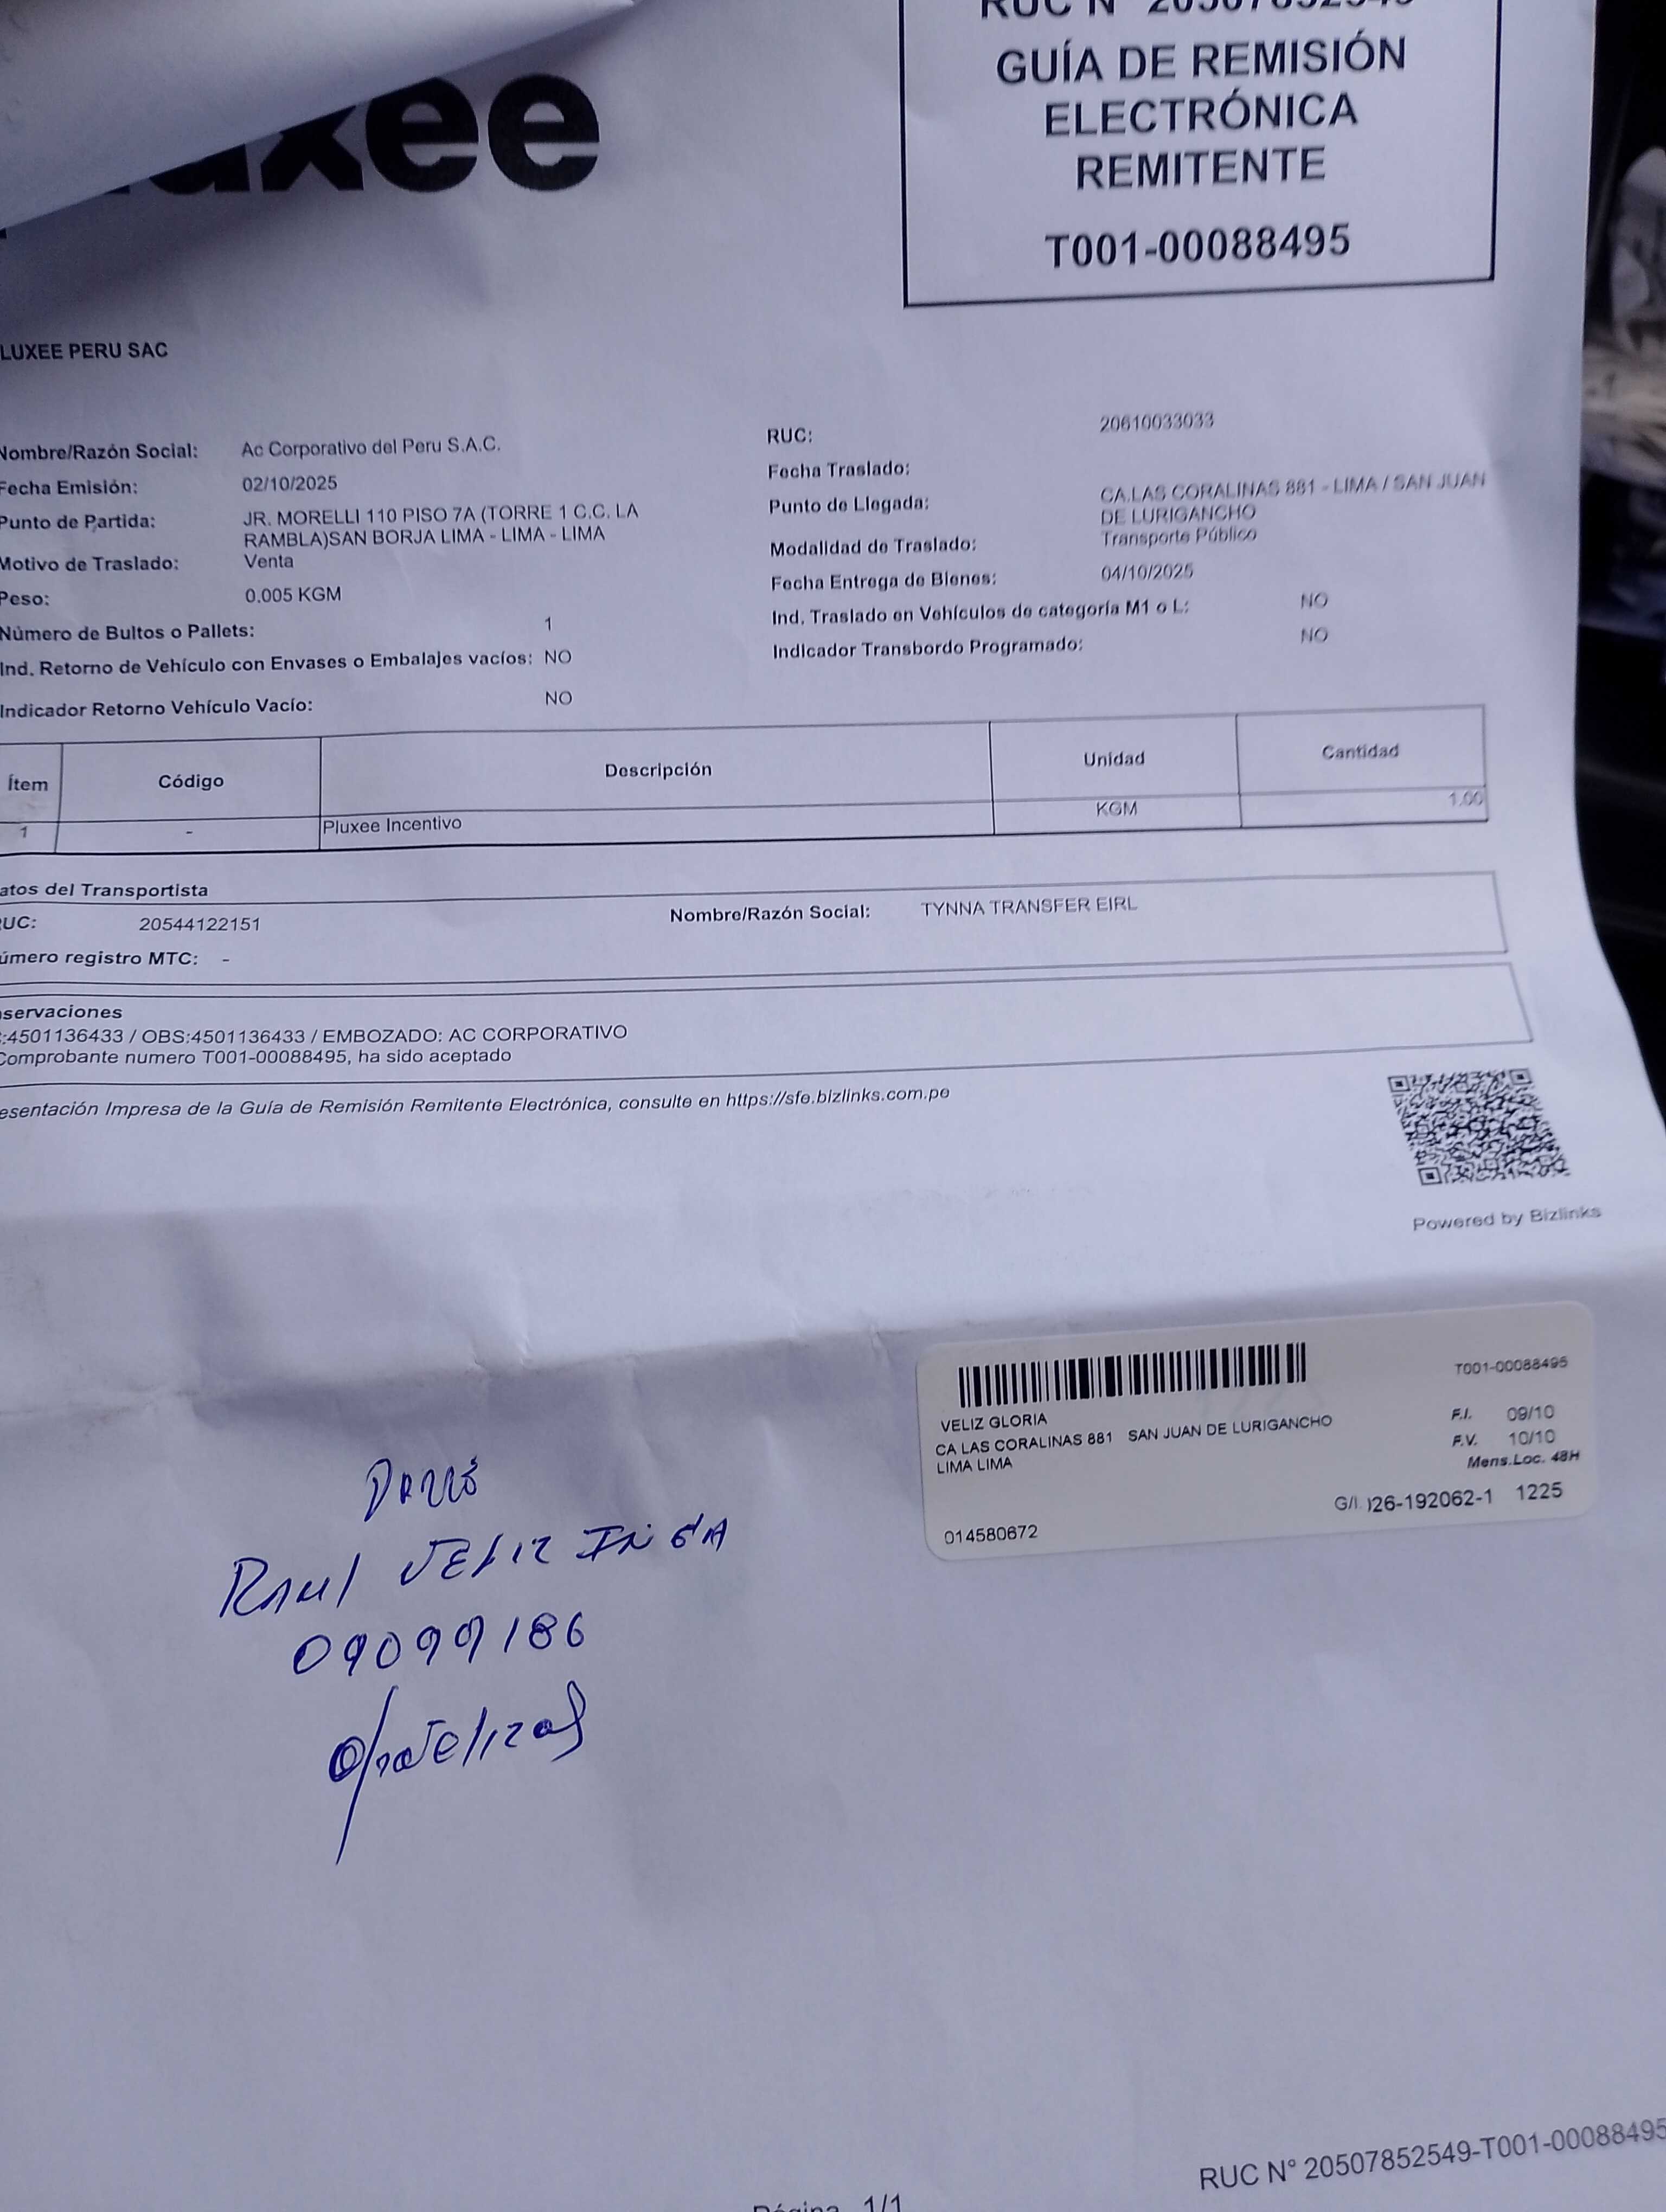 RUC N° 20507852549
GUÍA DE REMISIÓN
ELECTRÓNICA
REMITENTE
T001-00088495
uxee
LUXEE PERU SAC
Nombre/Razón Social: Ac Corporativo del Peru S.A.C.
Fecha Emisión: 02/10/2025
Punto de Partida: JR. MORELLI 110 PISO 7A (TORRE 1 C.C. LA
RAMBLA)SAN BORJA LIMA - LIMA - LIMA
Motivo de Traslado: Venta
Peso: 0.005 KGM
Número de Bultos o Pallets: 1
Ind. Retorno de Vehículo con Envases o Embalajes vacíos: NO
Indicador Retorno Vehículo Vacío: NO
RUC: 20610033033
Fecha Traslado:
Punto de Llegada: CA.LAS CORALINAS 881 - LIMA / SAN JUAN
DE LURIGANCHO
Modalidad de Traslado: Transporte Público
Fecha Entrega de Bienes: 04/10/2025
Ind. Traslado en Vehículos de categoría M1 o L: NO
Indicador Transbordo Programado: NO
Ítem Código Descripción Unidad Cantidad
1 - Pluxee Incentivo KGM 1.00
atos del Transportista
UC: 20544122151 Nombre/Razón Social: TYNNA TRANSFER EIRL
úmero registro MTC: -
servaciones
:4501136433 / OBS:4501136433 / EMBOZADO: AC CORPORATIVO
Comprobante numero T001-00088495, ha sido aceptado
esentación Impresa de la Guía de Remisión Remitente Electrónica, consulte en https://sfe.bizlinks.com.pe
Powered by Bizlinks
T001-00088495
VELIZ GLORIA
CA LAS CORALINAS 881 SAN JUAN DE LURIGANCHO
LIMA LIMA
F.I. 09/10
F.V. 10/10
Mens.Loc. 48H
G/I. )26-192062-1 1225
014580672
RAUL VELIZ INGA
09099186
RUC N° 20507852549-T001-00088495
Página 1/1